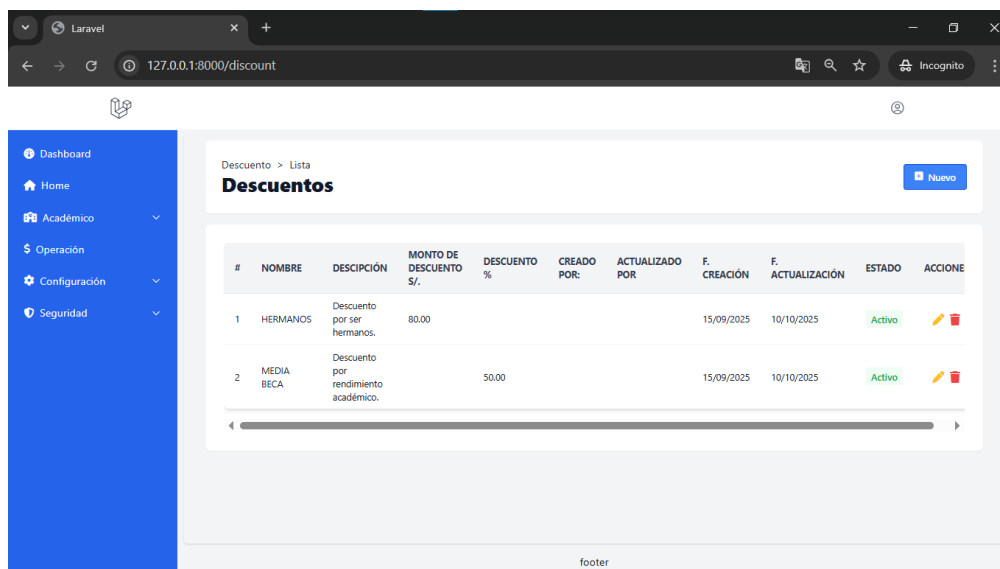 Laravel
127.0.0.1:8000/discount
Incognito
Dashboard
Home
Académico
$ Operación
Configuración
Seguridad
Descuento > Lista
Descuentos
Nuevo
# NOMBRE DESCIPCIÓN MONTO DE DESCUENTO S/. DESCUENTO % CREADO POR: ACTUALIZADO POR F. CREACIÓN F. ACTUALIZACIÓN ESTADO ACCIONE
1 HERMANOS Descuento por ser hermanos. 80.00 15/09/2025 10/10/2025 Activo
2 MEDIA BECA Descuento por rendimiento académico. 50.00 15/09/2025 10/10/2025 Activo
footer